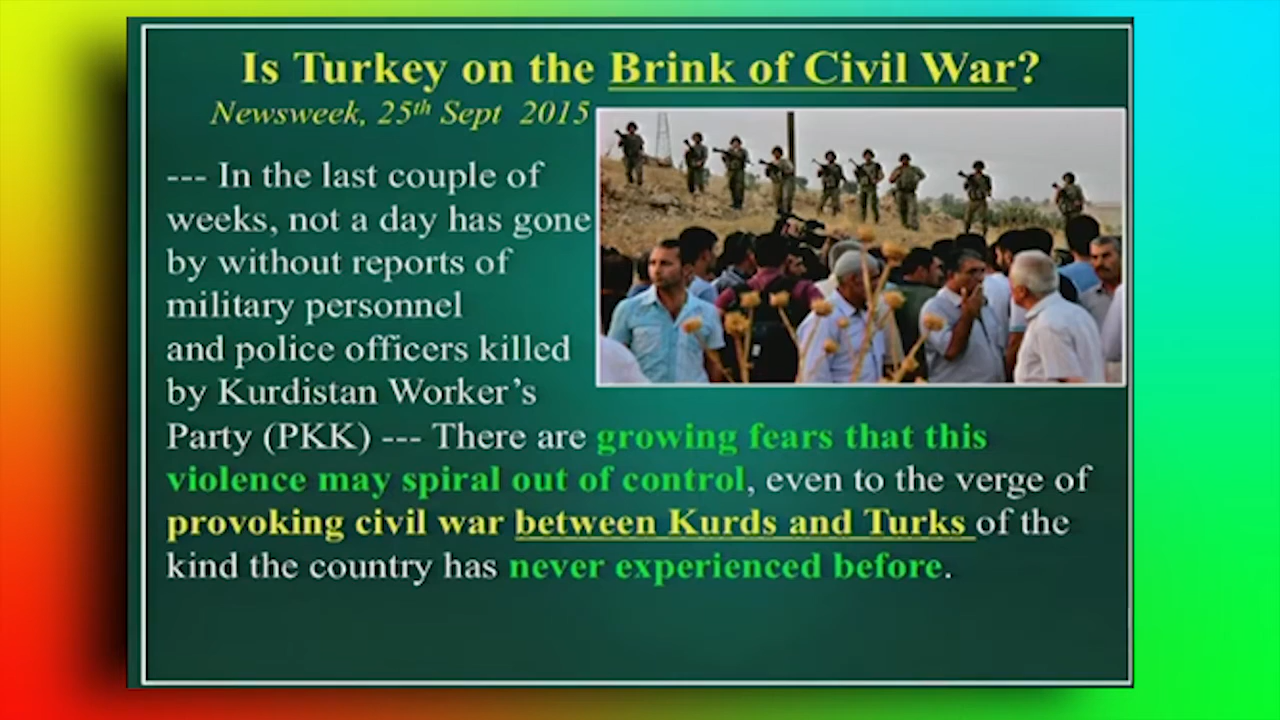 Is Turkey on the Brink of Civil War?
Newsweek, 25th Sept 2015
--- In the last couple of
weeks, not a day has gone
by without reports of
military personnel
and police officers killed
by Kurdistan Worker’s
Party (PKK) --- There are growing fears that this
violence may spiral out of control, even to the verge of
provoking civil war between Kurds and Turks of the
kind the country has never experienced before.